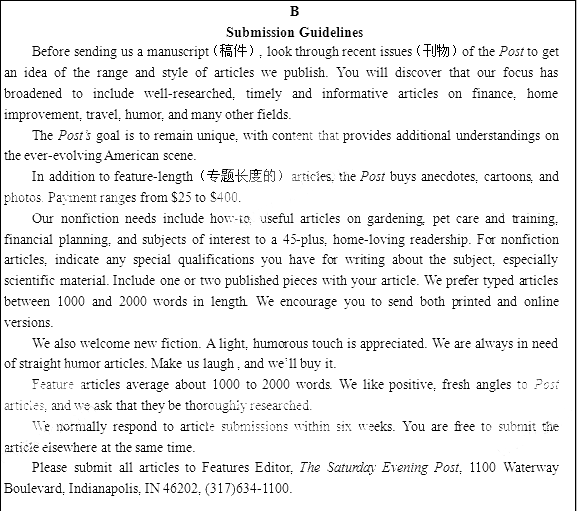 B
Submission Guidelines
Before sending us a manuscript（稿件）, look through recent issues（刊物）of the Post to get
an idea of the range and style of articles we publish. You will discover that our focus has
broadened to include well-researched, timely and informative articles on finance, home
improvement, travel, humor, and many other fields.
The Post's goal is to remain unique, with content that provides additional understandings on
the ever-evolving American scene.
In addition to feature-length（专题长度的）articles, the Post buys anecdotes, cartoons, and
photos. Payment ranges from $25 to $400.
Our nonfiction needs include how-to, useful articles on gardening, pet care and training,
financial planning, and subjects of interest to a 45-plus, home-loving readership. For nonfiction
articles, indicate any special qualifications you have for writing about the subject, especially
scientific material. Include one or two published pieces with your article. We prefer typed articles
between 1000 and 2000 words in length. We encourage you to send both printed and online
versions.
We also welcome new fiction. A light, humorous touch is appreciated. We are always in need
of straight humor articles. Make us laugh , and we'll buy it.
Feature articles average about 1000 to 2000 words. We like positive, fresh angles to Post
articles, and we ask that they be thoroughly researched.
We normally respond to article submissions within six weeks. You are free to submit the
article elsewhere at the same time.
Please submit all articles to Features Editor, The Saturday Evening Post, 1100 Waterway
Boulevard, Indianapolis, IN 46202, (317)634-1100.